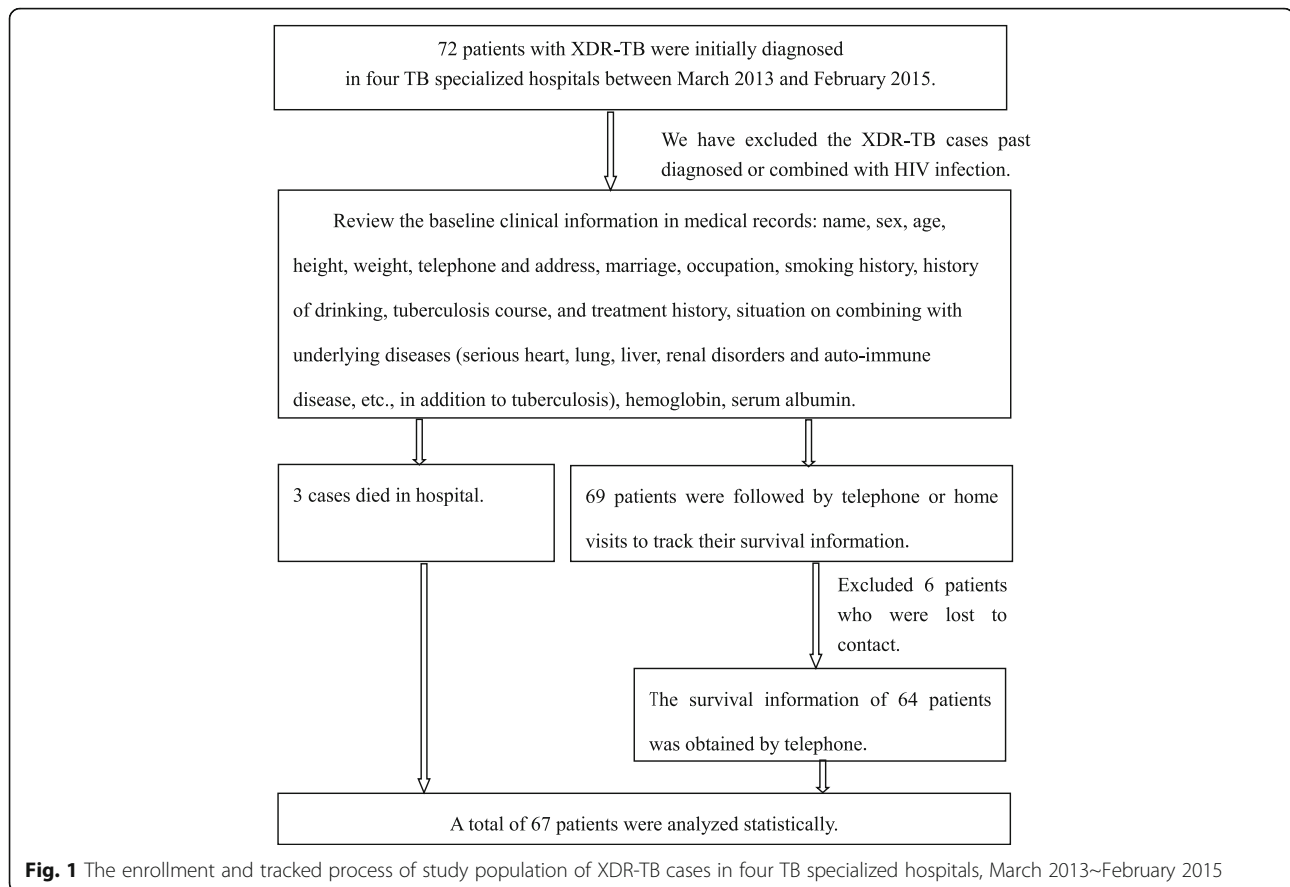 72 patients with XDR-TB were initially diagnosed
in four TB specialized hospitals between March 2013 and February 2015.
We have excluded the XDR-TB cases past
diagnosed or combined with HIV infection.
Review the baseline clinical information in medical records: name, sex, age,
height, weight, telephone and address, marriage, occupation, smoking history, history
of drinking, tuberculosis course, and treatment history, situation on combining with
underlying diseases (serious heart, lung, liver, renal disorders and auto-immune
disease, etc., in addition to tuberculosis), hemoglobin, serum albumin.
3 cases died in hospital.
69 patients were followed by telephone or home
visits to track their survival information.
Excluded 6 patients
who were lost to
contact.
The survival information of 64 patients
was obtained by telephone.
A total of 67 patients were analyzed statistically.
Fig. 1 The enrollment and tracked process of study population of XDR-TB cases in four TB specialized hospitals, March 2013~February 2015